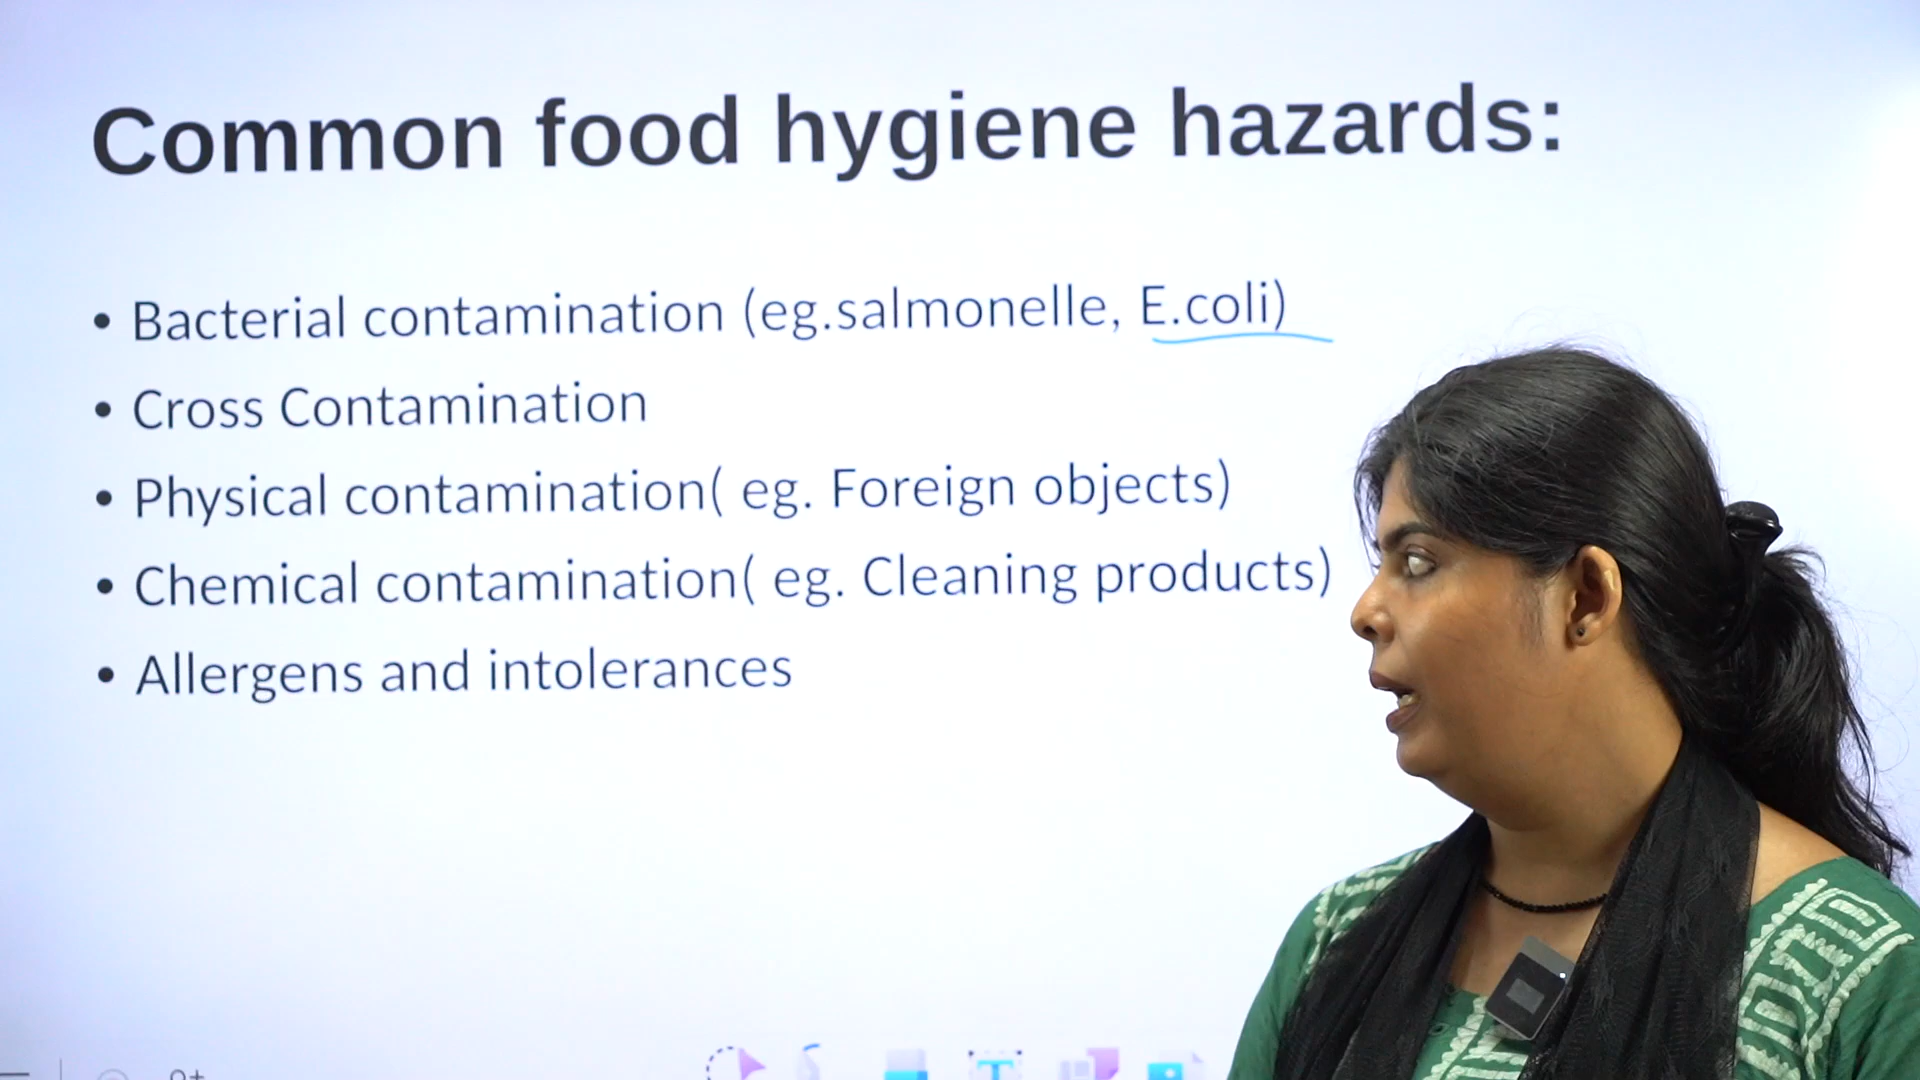 Common food hygiene hazards:
• Bacterial contamination (eg.salmonelle, E.coli)
• Cross Contamination
• Physical contamination( eg. Foreign objects)
• Chemical contamination( eg. Cleaning products)
• Allergens and intolerances